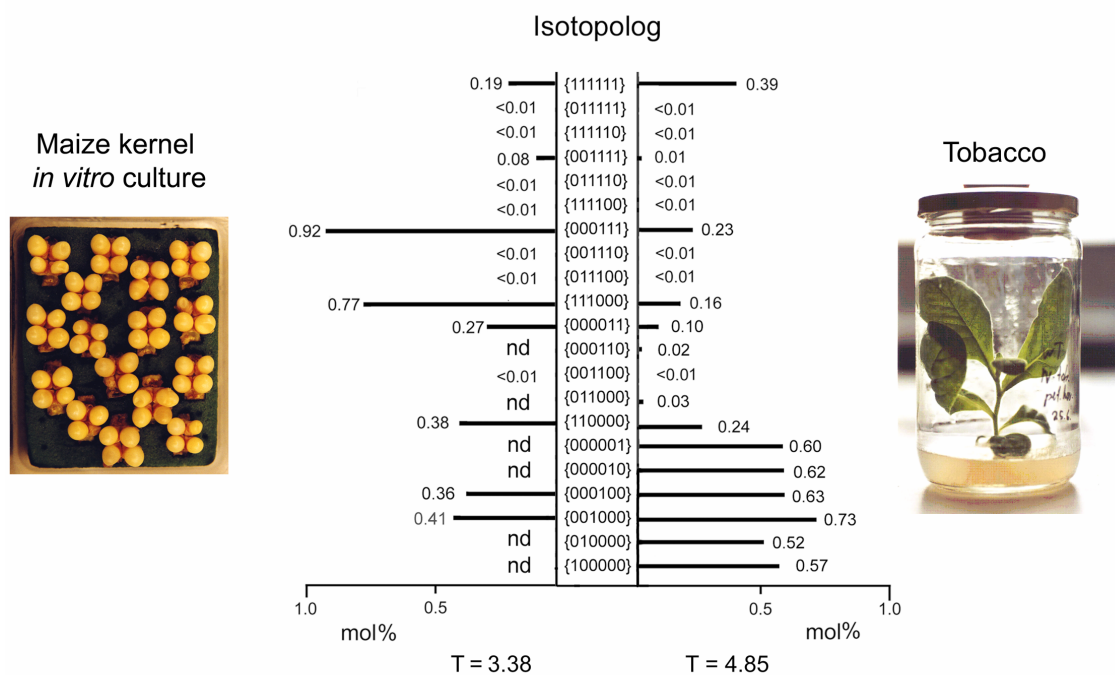 Isotopolog
Maize kernel
in vitro culture
Tobacco
0.19 {111111} 0.39
<0.01 {011111} <0.01
<0.01 {111110} <0.01
0.08 {001111} 0.01
<0.01 {011110} <0.01
<0.01 {111100} <0.01
0.92 {000111} 0.23
<0.01 {001110} <0.01
<0.01 {011100} <0.01
0.77 {111000} 0.16
0.27 {000011} 0.10
nd {000110} 0.02
<0.01 {001100} <0.01
nd {011000} 0.03
0.38 {110000} 0.24
nd {000001} 0.60
nd {000010} 0.62
0.36 {000100} 0.63
0.41 {001000} 0.73
nd {010000} 0.52
nd {100000} 0.57
1.0 0.5 0.5 1.0
mol% mol%
T = 3.38 T = 4.85